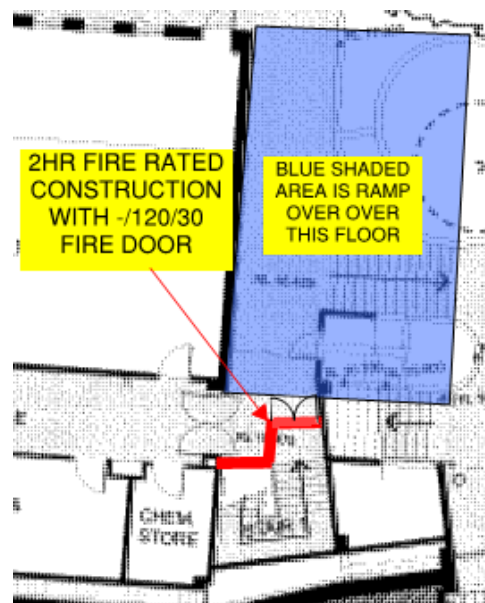 2HR FIRE RATED
CONSTRUCTION
WITH -/120/30
FIRE DOOR
BLUE SHADED
AREA IS RAMP
OVER OVER
THIS FLOOR
CHEM
STORE